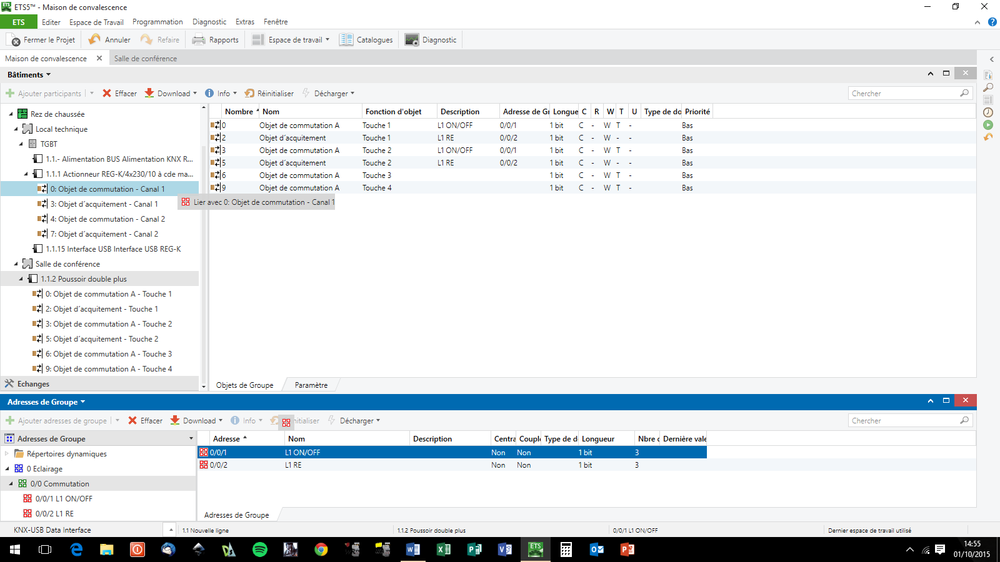 ETS5™ - Maison de convalescence
ETS Editer Espace de Travail Programmation Diagnostic Extras Fenêtre
Fermer le Projet Annuler Refaire Rapports Espace de travail Catalogues Diagnostic
Maison de convalescence Salle de conférence
Bâtiments
Ajouter participants Effacer Download Info Réinitialiser Décharger Chercher
Rez de chaussée
Local technique
TGBT
1.1.- Alimentation BUS Alimentation KNX R...
1.1.1 Actionneur REG-K/4x230/10 à cde ma...
0: Objet de commutation - Canal 1
3: Objet d´acquitement - Canal 1
4: Objet de commutation - Canal 2
7: Objet d´acquitement - Canal 2
1.1.15 Interface USB Interface USB REG-K
Salle de conférence
1.1.2 Poussoir double plus
0: Objet de commutation A - Touche 1
2: Objet d´acquitement - Touche 1
3: Objet de commutation A - Touche 2
5: Objet d´acquitement - Touche 2
6: Objet de commutation A - Touche 3
9: Objet de commutation A - Touche 4
Echanges
Lier avec 0: Objet de commutation - Canal 1
Nombre Nom Fonction d'objet Description Adresse de Gr Longue C R W T U Type de do Priorité
0 Objet de commutation A Touche 1 L1 ON/OFF 0/0/1 1 bit C - W T - Bas
2 Objet d´acquitement Touche 1 L1 RE 0/0/2 1 bit C - W - - Bas
3 Objet de commutation A Touche 2 L1 ON/OFF 0/0/1 1 bit C - W T - Bas
5 Objet d´acquitement Touche 2 L1 RE 0/0/2 1 bit C - W - - Bas
6 Objet de commutation A Touche 3 1 bit C - W T - Bas
9 Objet de commutation A Touche 4 1 bit C - W T - Bas
Objets de Groupe Paramètre
Adresses de Groupe
Ajouter adresses de groupe Effacer Download Info initialiser Décharger Chercher
Adresses de Groupe
Répertoires dynamiques
0 Eclairage
0/0 Commutation
0/0/1 L1 ON/OFF
0/0/2 L1 RE
Adresse Nom Description Centra Couple Type de d Longueur Nbre d Dernière vale
0/0/1 L1 ON/OFF Non Non 1 bit 3
0/0/2 L1 RE Non Non 1 bit 3
Adresses de Groupe
KNX-USB Data Interface 1.1 Nouvelle ligne 1.1.2 Poussoir double plus 0/0/1 L1 ON/OFF Dernier espace de travail utilisé
14:55
01/10/2015